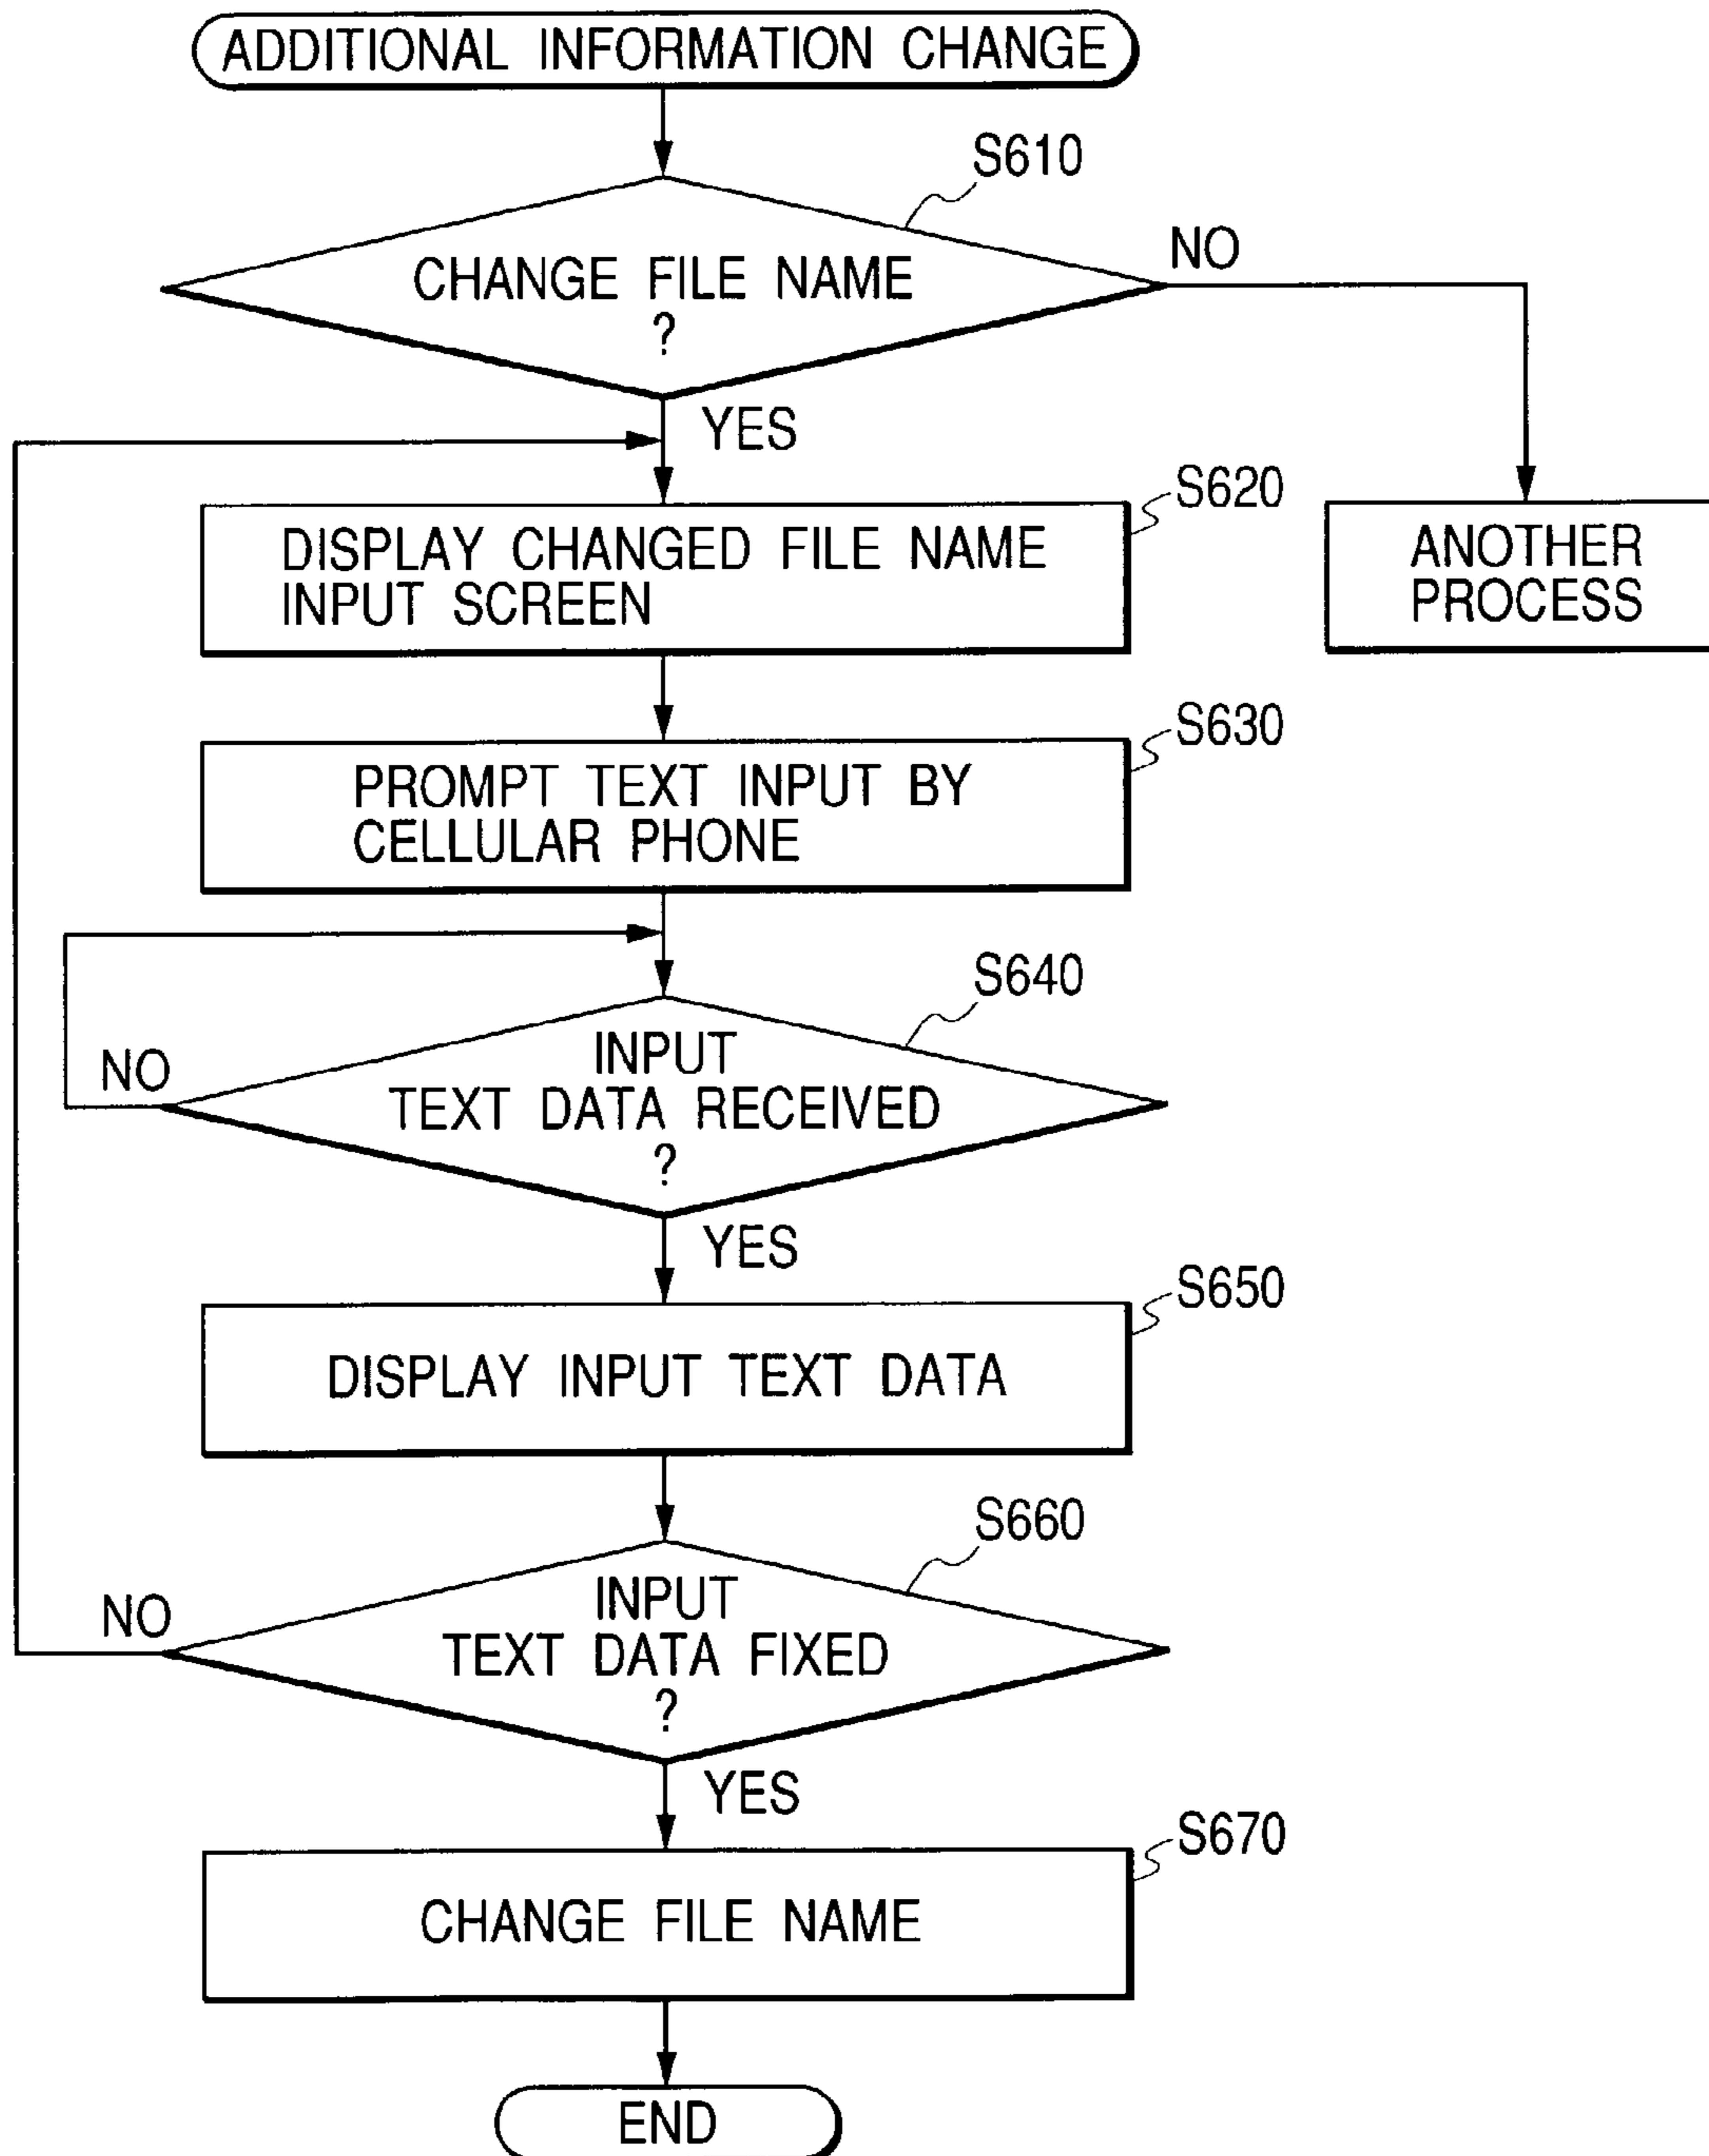 ADDITIONAL INFORMATION CHANGE
S610
CHANGE FILE NAME
?
NO
YES
S620
DISPLAY CHANGED FILE NAME
INPUT SCREEN
ANOTHER
PROCESS
S630
PROMPT TEXT INPUT BY
CELLULAR PHONE
S640
INPUT
TEXT DATA RECEIVED
?
NO
YES
S650
DISPLAY INPUT TEXT DATA
S660
INPUT
TEXT DATA FIXED
?
NO
YES
S670
CHANGE FILE NAME
END